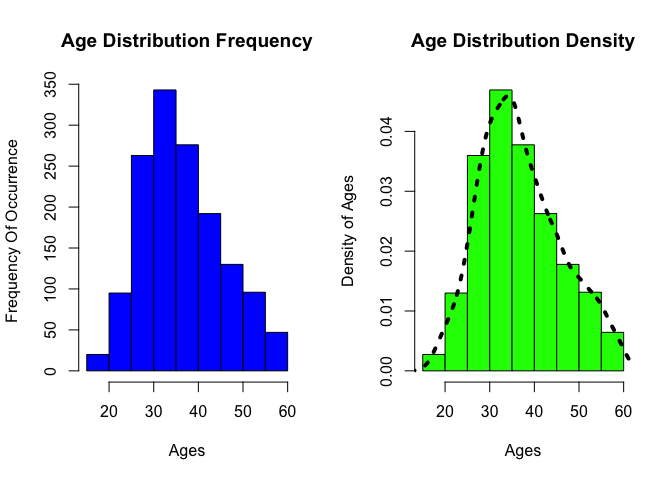 Age Distribution Frequency
Frequency Of Occurrence
350
300
250
200
150
100
50
0
20 30 40 50 60
Ages
Age Distribution Density
Density of Ages
0.04
0.03
0.02
0.01
0.00
20 30 40 50 60
Ages